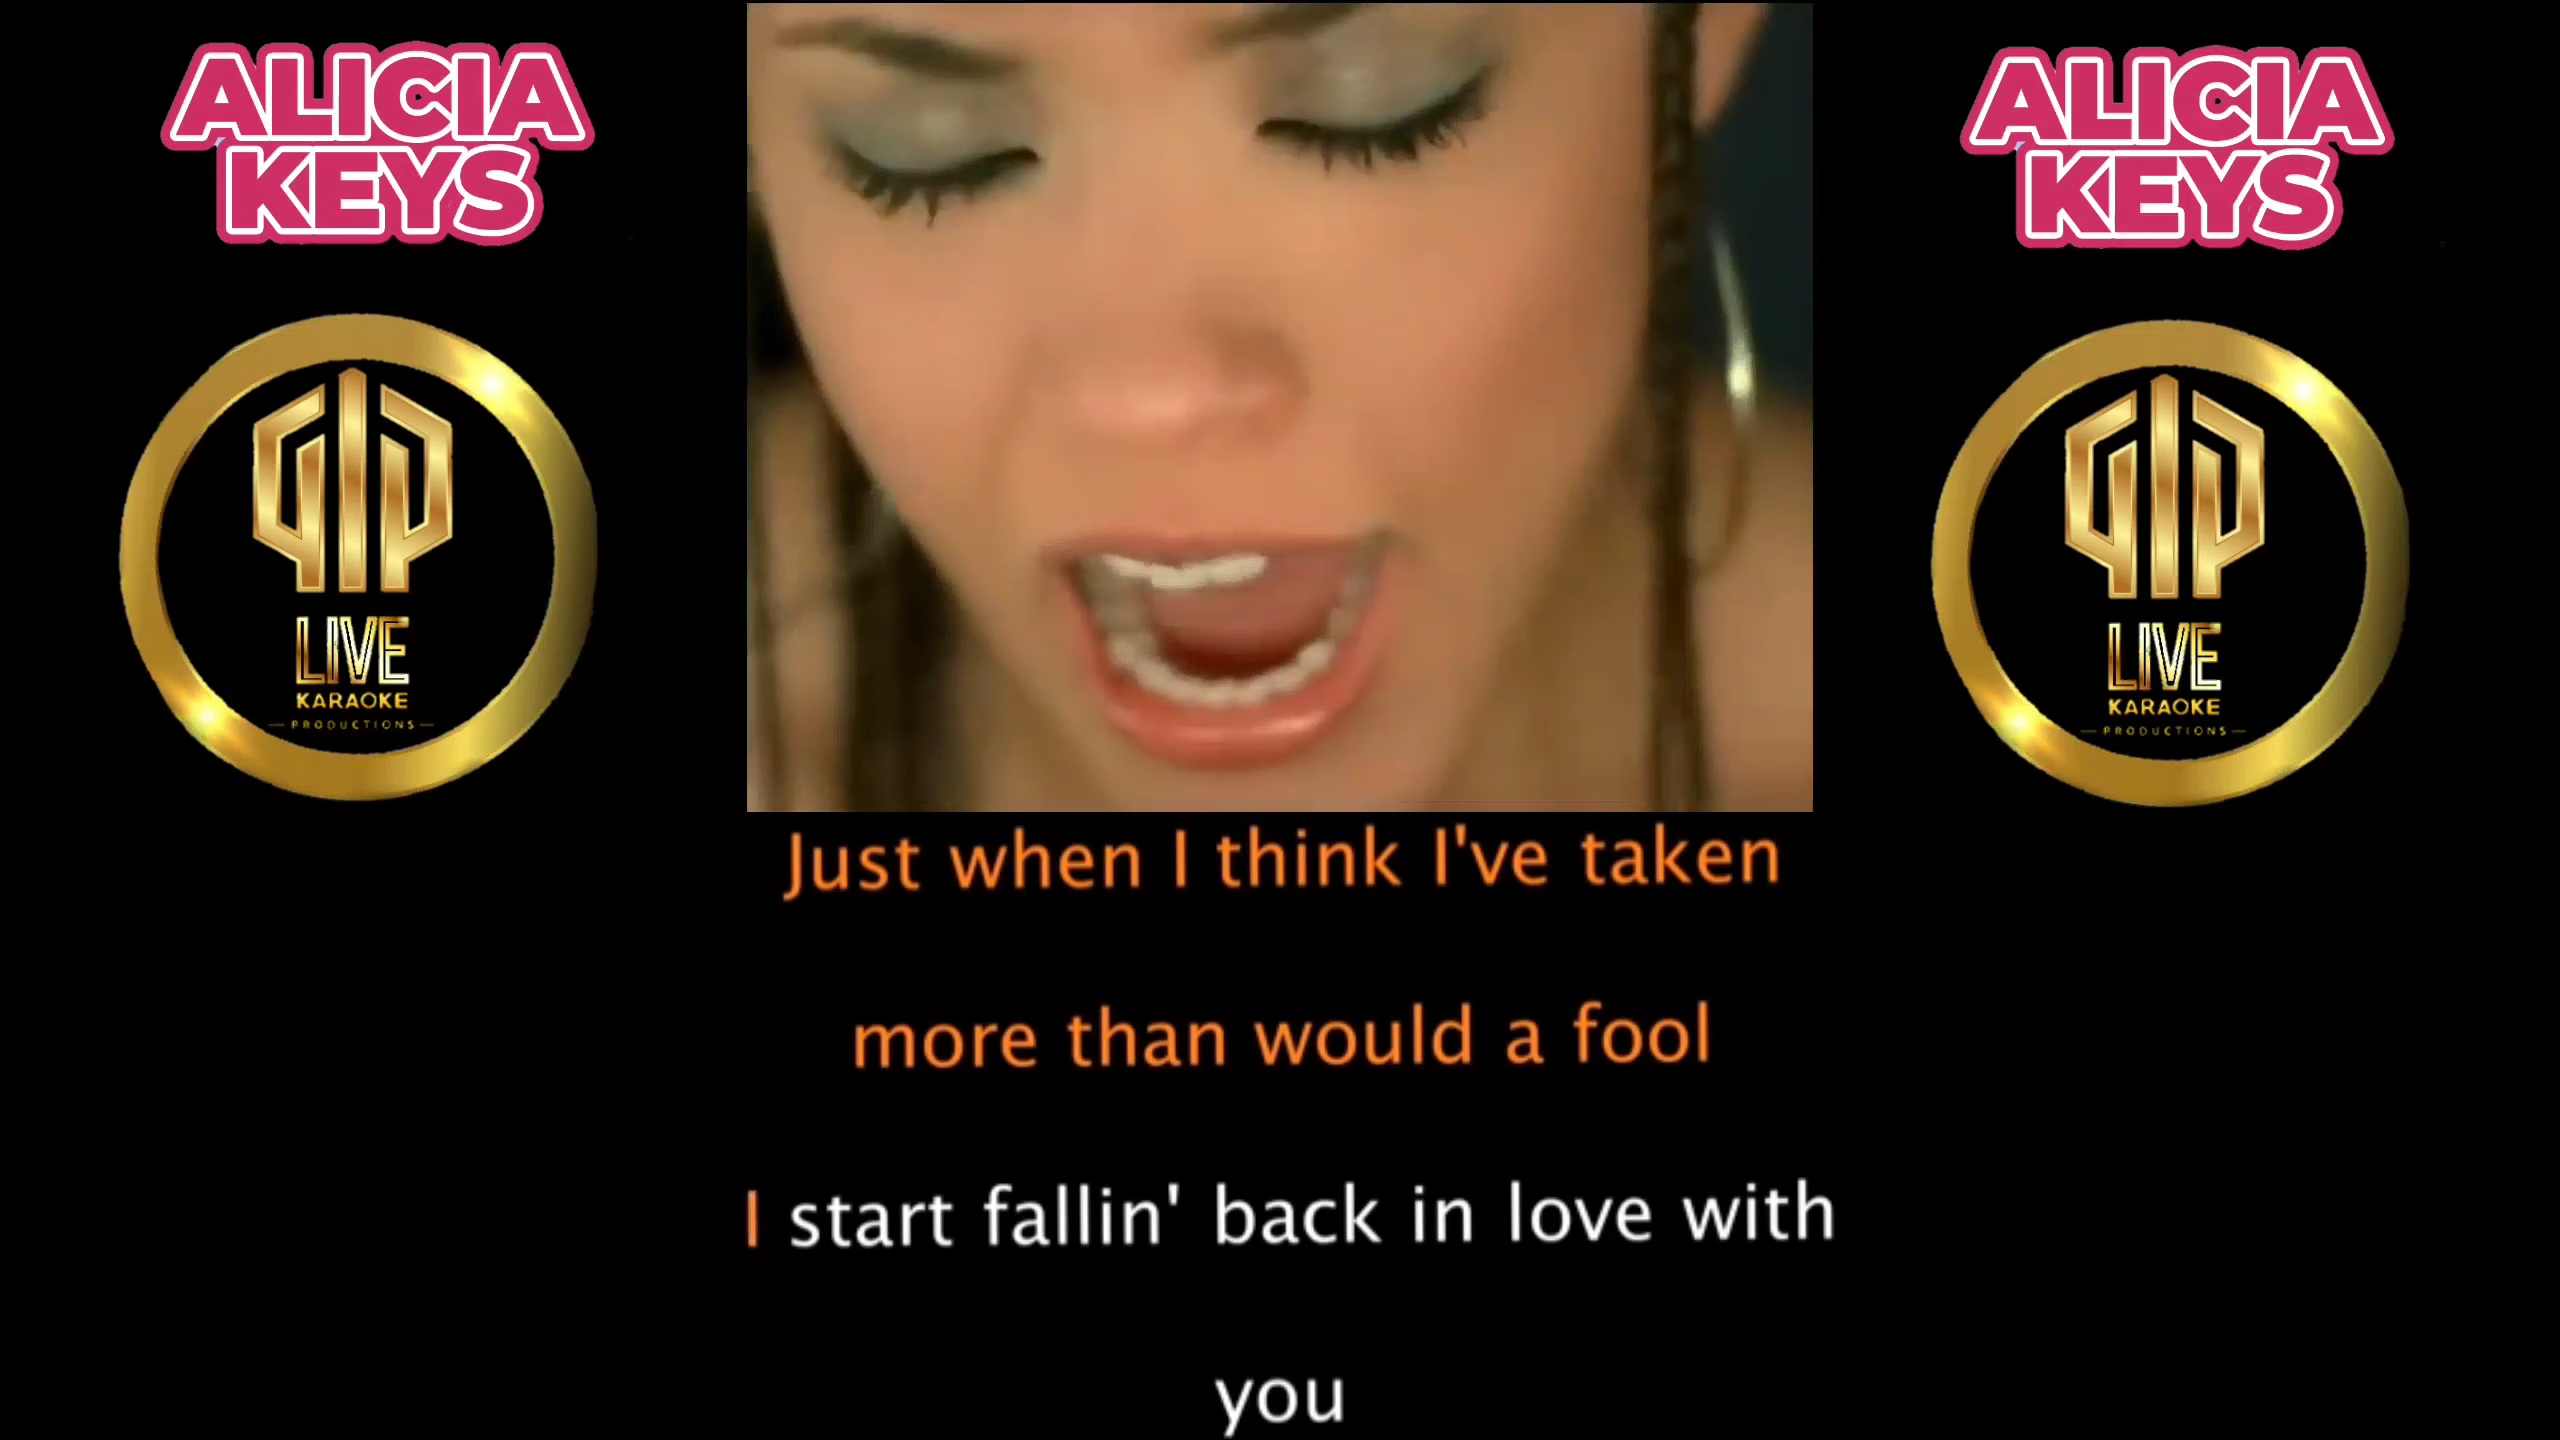 ALICIA
KEYS
LIVE
KARAOKE
PRODUCTIONS
ALICIA
KEYS
LIVE
KARAOKE
PRODUCTIONS
Just when I think I've taken
more than would a fool
I start fallin' back in love with
you